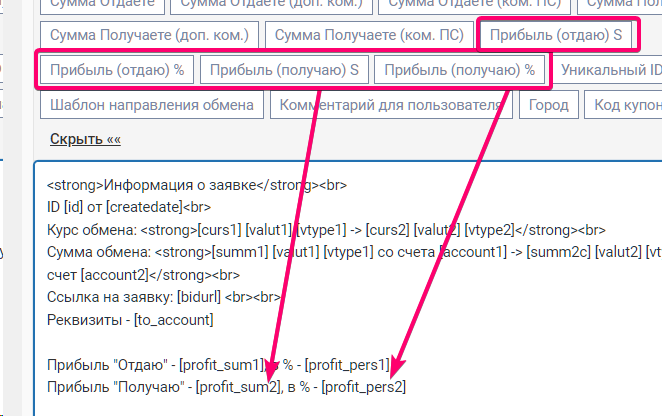 Сумма Отдаете
Сумма Отдаете (доп. ком.)
Сумма Отдаете (ком. ПС)
Сумма
Сумма Получаете (доп. ком.)
Сумма Получаете (ком. ПС)
Прибыль (отдаю) S
Прибыль (отдаю) %
Прибыль (получаю) S
Прибыль (получаю) %
Уникальный ID
Шаблон направления обмена
Комментарий для пользователя
Город
Код купон
Скрыть ««
<strong>Информация о заявке</strong><br>
ID [id] от [createdate]<br>
Курс обмена: <strong>[curs1] [valut1] [vtype1] -> [curs2] [valut2] [vtype2]</strong><br>
Сумма обмена: <strong>[summ1] [valut1] [vtype1] со счета [account1] -> [summ2c] [valut2] [vt
счет [account2]</strong><br>
Ссылка на заявку: [bidurl] <br><br>
Реквизиты - [to_account]
Прибыль "Отдаю" - [profit_sum1], в % - [profit_pers1]
Прибыль "Получаю" - [profit_sum2], в % - [profit_pers2]